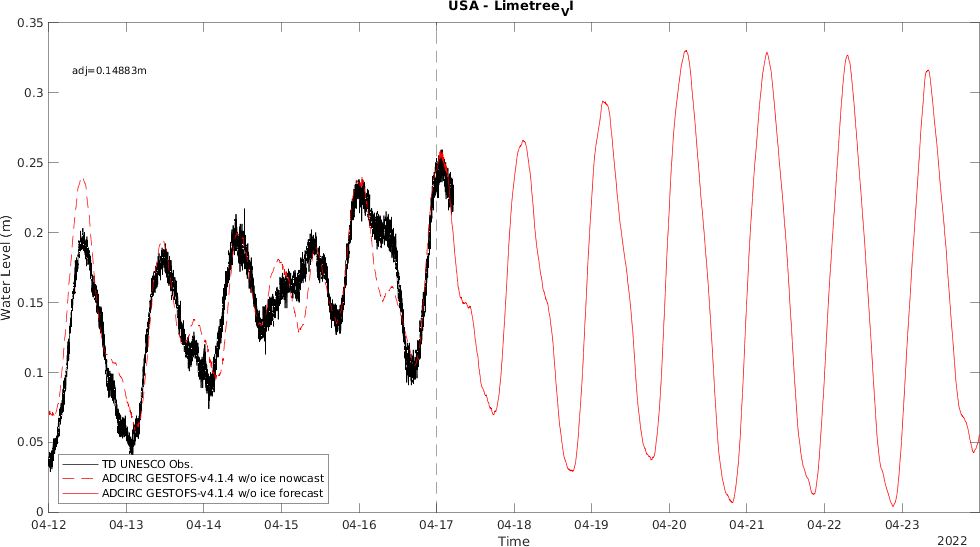 USA - Limetree_VI
adj=0.14883m
0.35
0.3
0.25
0.2
0.15
0.1
0.05
0
Water Level (m)
TD UNESCO Obs.
ADCIRC GESTOFS-v4.1.4 w/o ice nowcast
ADCIRC GESTOFS-v4.1.4 w/o ice forecast
04-12 04-13 04-14 04-15 04-16 04-17 04-18 04-19 04-20 04-21 04-22 04-23
Time
2022